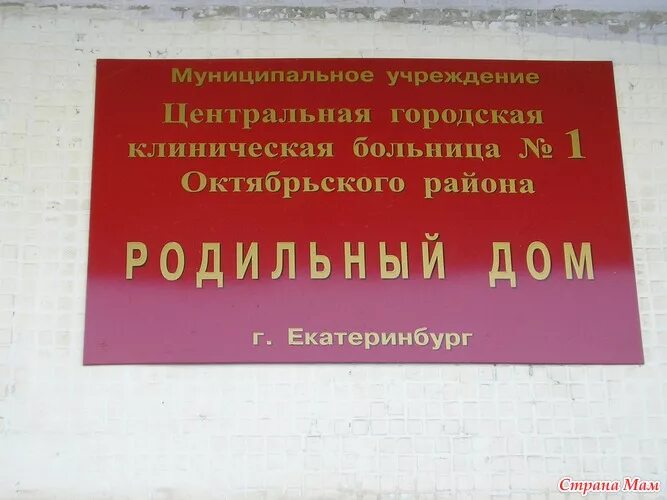 Муниципальное учреждение
Центральная городская
клиническая больница № 1
Октябрьского района
РОДИЛЬНЫЙ ДОМ
г. Екатеринбург
Страна Мам